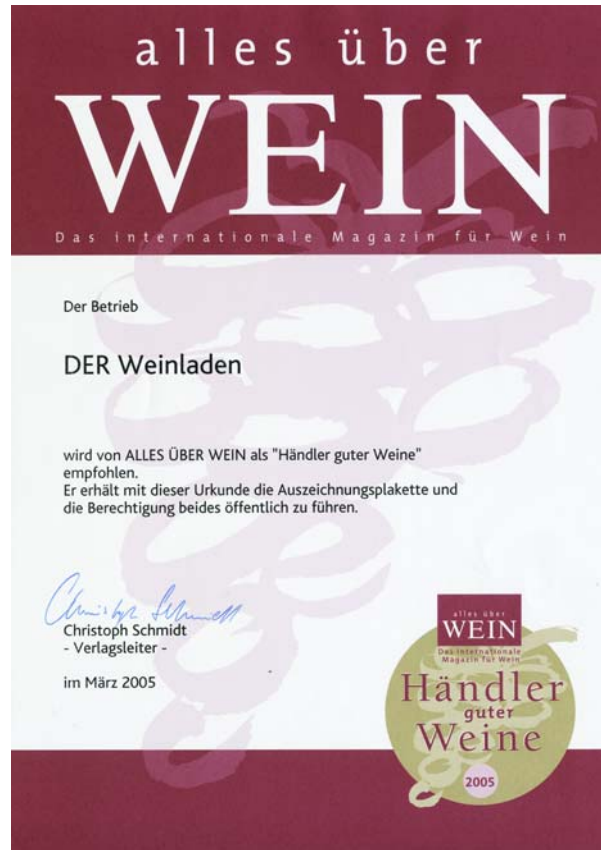 alles über
WEIN
Das internationale Magazin für Wein
Der Betrieb
DER Weinladen
wird von ALLES ÜBER WEIN als "Händler guter Weine"
empfohlen.
Er erhält mit dieser Urkunde die Auszeichnungsplakette und
die Berechtigung beides öffentlich zu führen.
Christoph Schmidt
Christoph Schmidt
- Verlagsleiter -
im März 2005
alles über
WEIN
Das internationale
Magazin für Wein
Händler
guter
Weine
2005